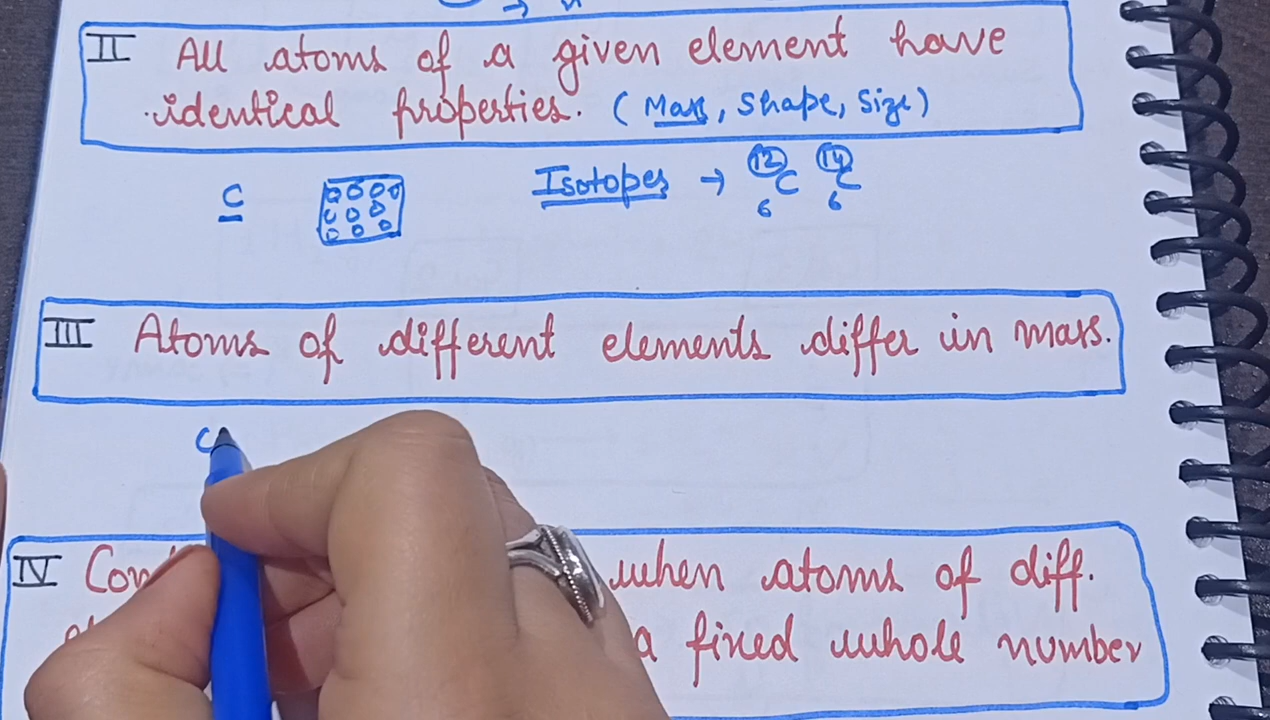 II All atoms of a given element have
identical properties. (Mass, Shape, Size)
C Isotopes → 12 6 C 14 6 C
III Atoms of different elements differ in mass.
C
IV when atoms of diff.
a fixed whole number